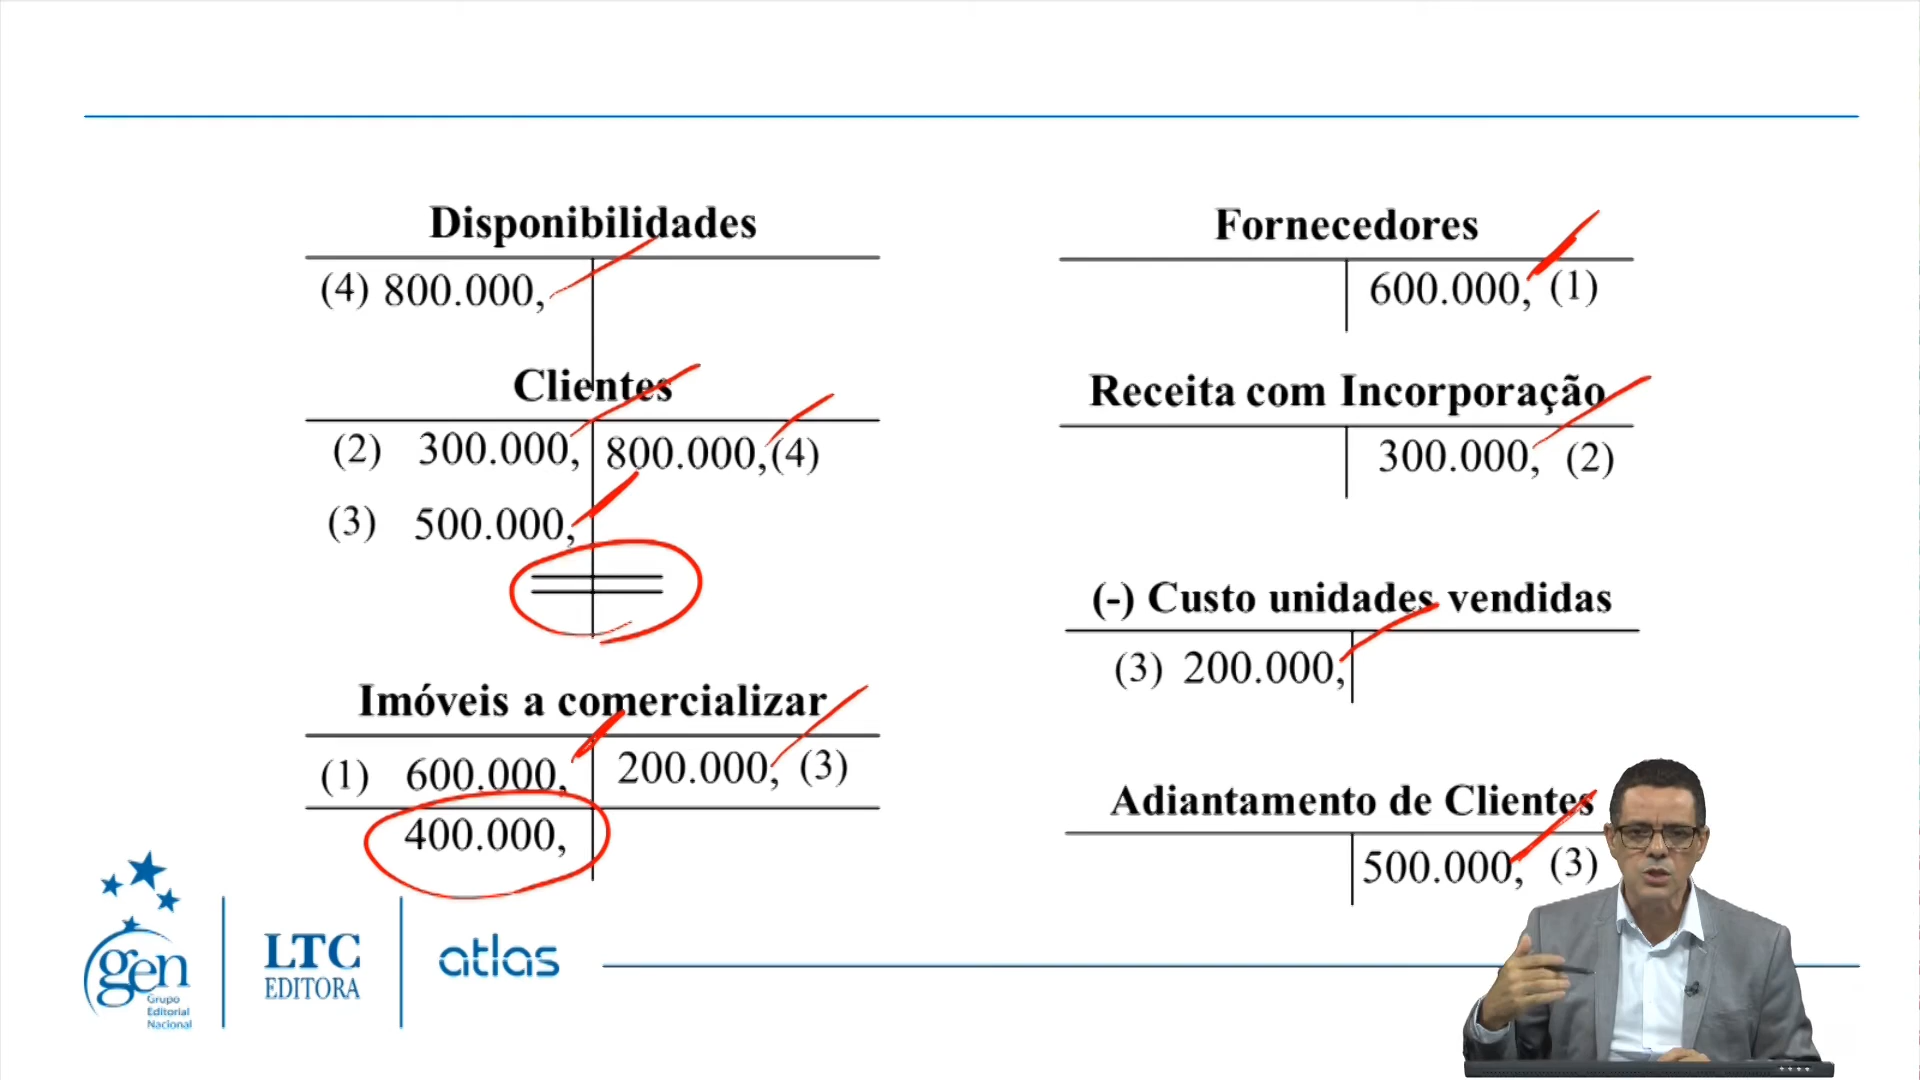 Disponibilidades
(4) 800.000,
Clientes
(2) 300.000, 800.000,(4)
(3) 500.000,
Imóveis a comercializar
(1) 600.000, 200.000, (3)
400.000,
Fornecedores
600.000, (1)
Receita com Incorporação
300.000, (2)
(-) Custo unidades vendidas
(3) 200.000,
Adiantamento de Clientes
500.000, (3)
gen
Grupo
Editorial
Nacional
LTC
EDITORA
atlas